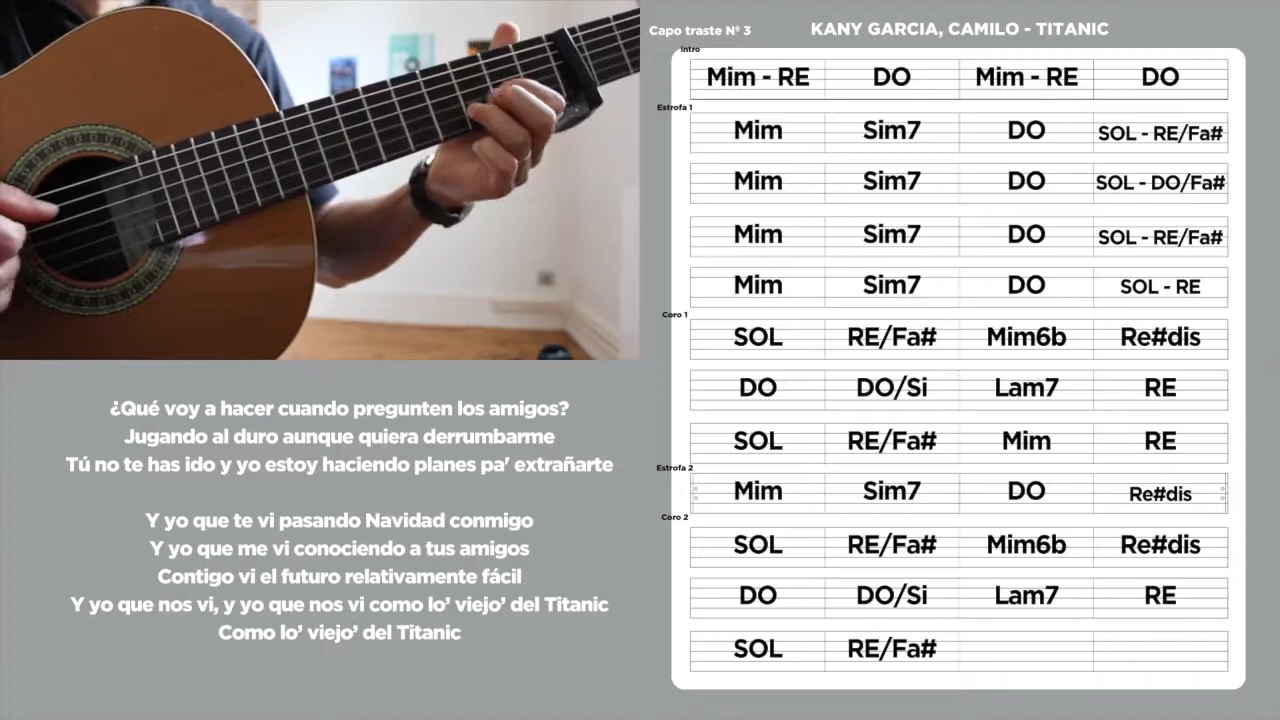 Capo traste Nº 3
KANY GARCIA, CAMILO - TITANIC
Intro
Mim - RE DO Mim - RE DO
Estrofa 1
Mim Sim7 DO SOL - RE/Fa#
Mim Sim7 DO SOL - DO/Fa#
Mim Sim7 DO SOL - RE/Fa#
Mim Sim7 DO SOL - RE
Coro 1
SOL RE/Fa# Mim6b Re#dis
DO DO/Si Lam7 RE
SOL RE/Fa# Mim RE
Estrofa 2
Mim Sim7 DO Re#dis
Coro 2
SOL RE/Fa# Mim6b Re#dis
DO DO/Si Lam7 RE
SOL RE/Fa#
¿Qué voy a hacer cuando pregunten los amigos?
Jugando al duro aunque quiera derrumbarme
Tú no te has ido y yo estoy haciendo planes pa' extrañarte
Y yo que te vi pasando Navidad conmigo
Y yo que me vi conociendo a tus amigos
Contigo vi el futuro relativamente fácil
Y yo que nos vi, y yo que nos vi como lo’ viejo’ del Titanic
Como lo’ viejo’ del Titanic